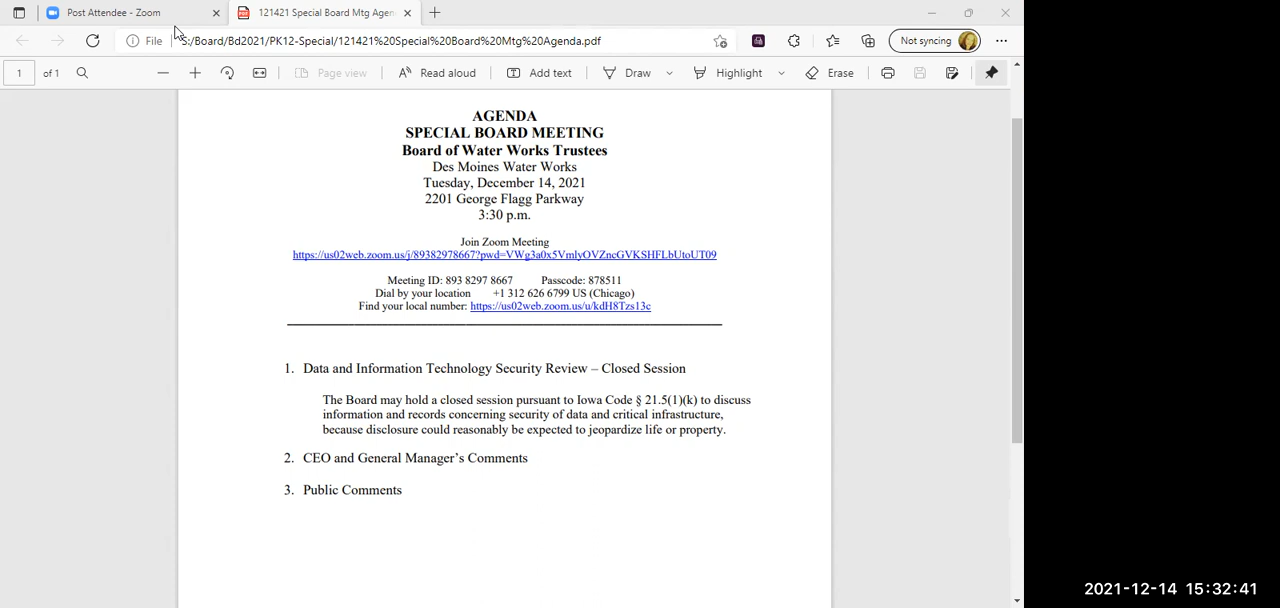 Post Attendee - Zoom
121421 Special Board Mtg Agen
File
S:/Board/Bd2021/PK12-Special/121421%20Special%20Board%20Mtg%20Agenda.pdf
Not syncing
1 of 1
Page view
Read aloud
Add text
Draw
Highlight
Erase
AGENDA
SPECIAL BOARD MEETING
Board of Water Works Trustees
Des Moines Water Works
Tuesday, December 14, 2021
2201 George Flagg Parkway
3:30 p.m.
Join Zoom Meeting
https://us02web.zoom.us/j/89382978667?pwd=VWg3a0x5VmlyOVZncGVKSHFLbUtoUT09
Meeting ID: 893 8297 8667 Passcode: 878511
Dial by your location +1 312 626 6799 US (Chicago)
Find your local number: https://us02web.zoom.us/u/kdH8Tzs13c
1. Data and Information Technology Security Review – Closed Session
The Board may hold a closed session pursuant to Iowa Code § 21.5(1)(k) to discuss
information and records concerning security of data and critical infrastructure,
because disclosure could reasonably be expected to jeopardize life or property.
2. CEO and General Manager’s Comments
3. Public Comments
2021-12-14 15:32:41